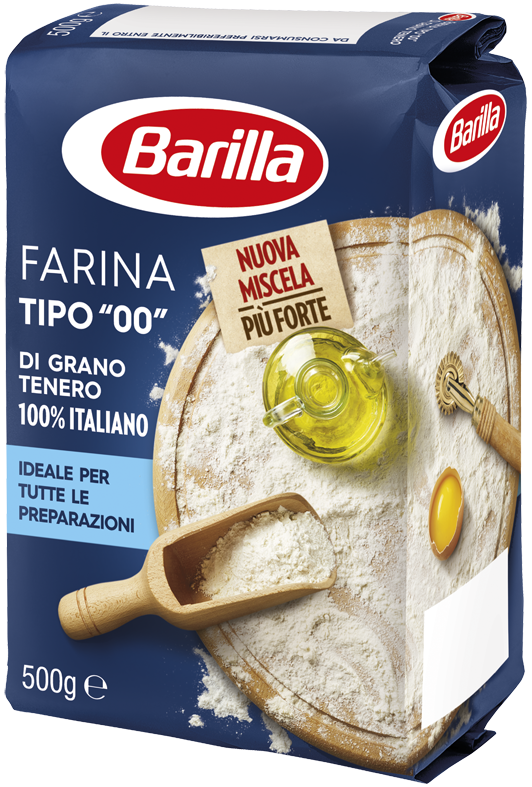 500g
DA CONSUMARSI PREFERIBILMENTE ENTRO IL
Barilla
Barilla
FARINA
TIPO “00”
DI GRANO
TENERO
100% ITALIANO
IDEALE PER
TUTTE LE
PREPARAZIONI
NUOVA
MISCELA
PIÙ FORTE
500g ℮